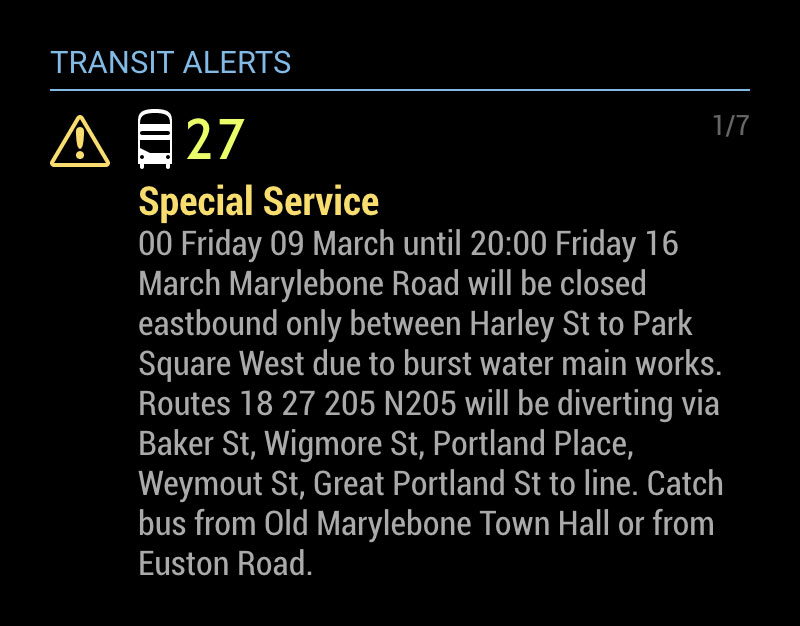 TRANSIT ALERTS
27
1/7
Special Service
00 Friday 09 March until 20:00 Friday 16
March Marylebone Road will be closed
eastbound only between Harley St to Park
Square West due to burst water main works.
Routes 18 27 205 N205 will be diverting via
Baker St, Wigmore St, Portland Place,
Weymout St, Great Portland St to line. Catch
bus from Old Marylebone Town Hall or from
Euston Road.